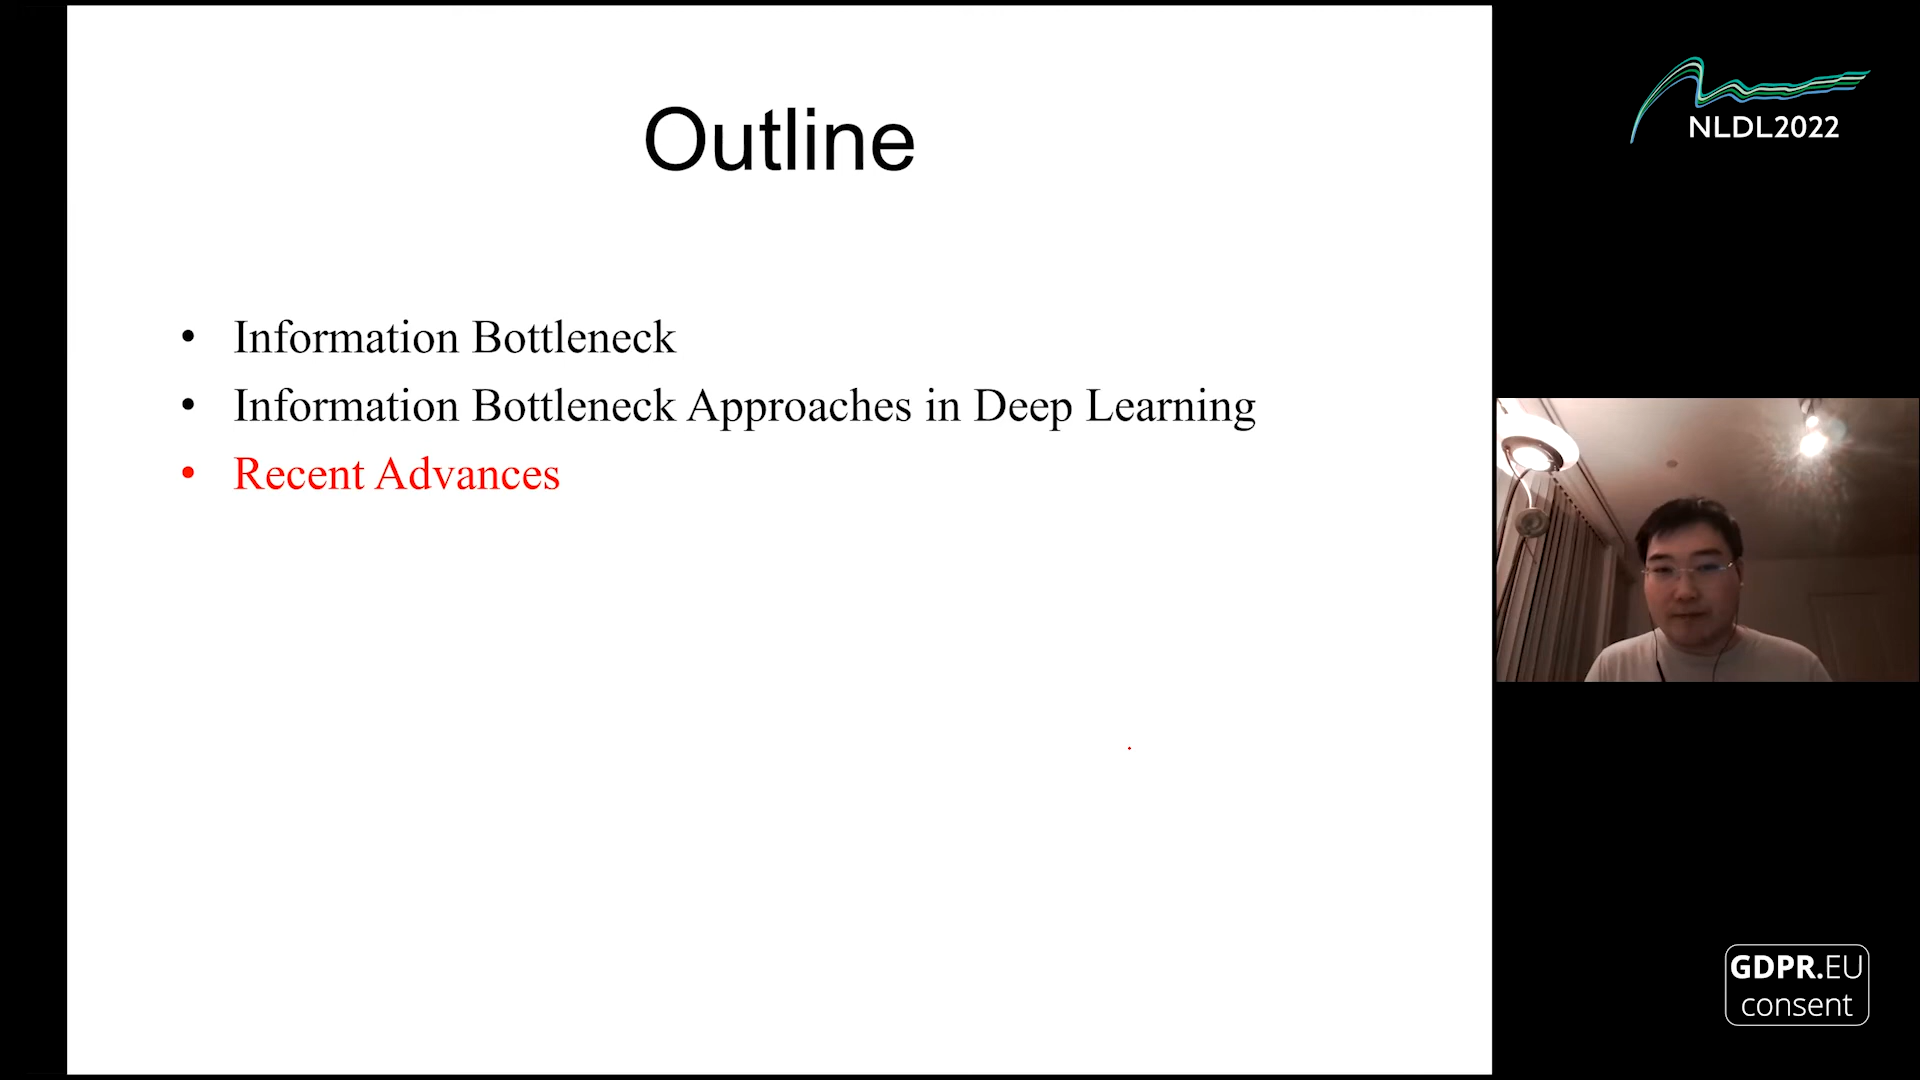 Outline
• Information Bottleneck
• Information Bottleneck Approaches in Deep Learning
• Recent Advances
NLDL2022
GDPR.EU
consent